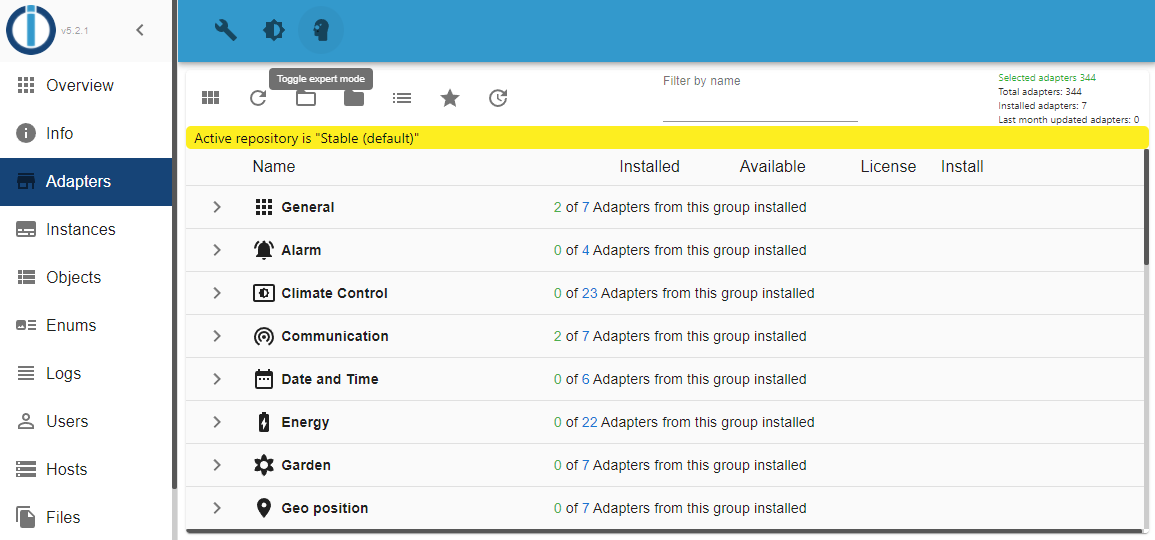 v5.2.1
Overview
Info
Adapters
Instances
Objects
Enums
Logs
Users
Hosts
Files
Toggle expert mode
Filter by name
Selected adapters 344
Total adapters: 344
Installed adapters: 7
Last month updated adapters: 0
Active repository is "Stable (default)"
Name Installed Available License Install
General 2 of 7 Adapters from this group installed
Alarm 0 of 4 Adapters from this group installed
Climate Control 0 of 23 Adapters from this group installed
Communication 2 of 7 Adapters from this group installed
Date and Time 0 of 6 Adapters from this group installed
Energy 0 of 22 Adapters from this group installed
Garden 0 of 7 Adapters from this group installed
Geo position 0 of 7 Adapters from this group installed